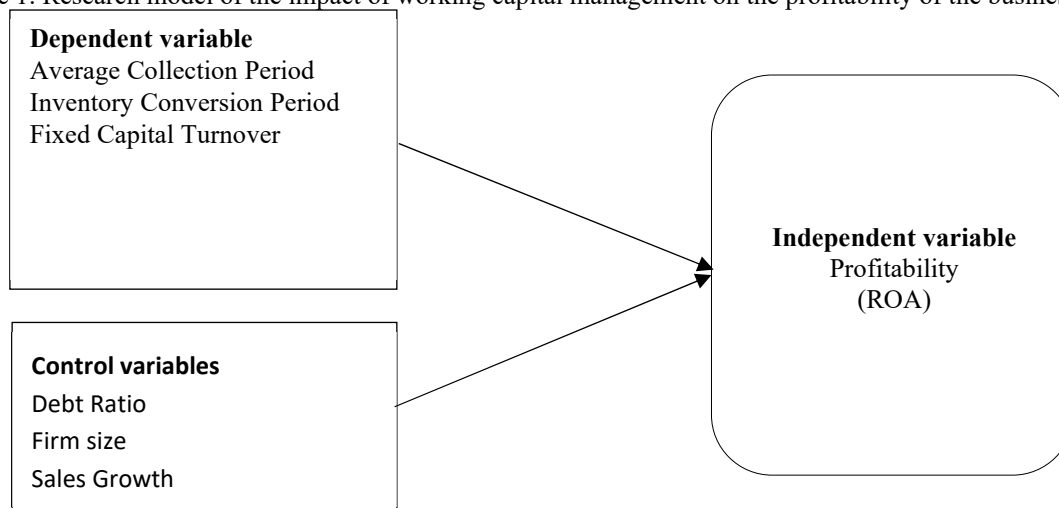 1. Research model of the impact of working capital management on the profitability of the
Dependent variable
Average Collection Period
Inventory Conversion Period
Fixed Capital Turnover
Independent variable
Profitability
(ROA)
Control variables
Debt Ratio
Firm size
Sales Growth